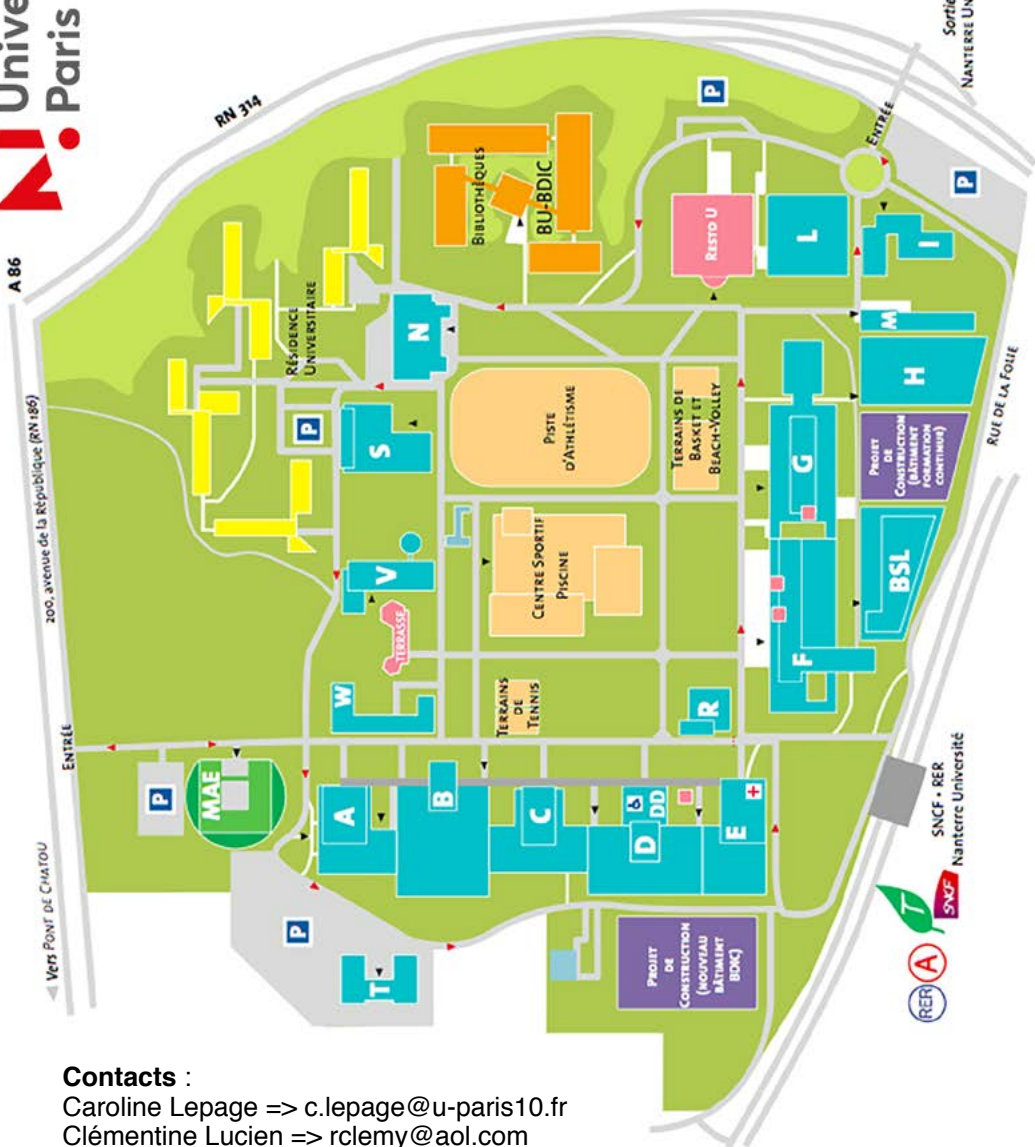 Unive
Paris
A 86
RN 314
200, avenue de la République (RN 186)
◄ Vers PONT DE CHATOU
ENTRÉE
P
MAE
P
T
RÉSIDENCE
UNIVERSITAIRE
P
BIBLIOTHÈQUES
BU-BDIC
P
N
S
V
TERRASSE
W
PISTE
D'ATHLÉTISME
CENTRE SPORTIF
PISCINE
TERRAINS
DE
TENNIS
TERRAINS DE
BASKET ET
BEACH-VOLLEY
RESTO U
L
ENTRÉE
Sortie
NANTERRE UN
P
I
M
H
G
F
R
A
B
C
DD
D
E
PROJET
DE
CONSTRUCTION
(BÂTIMENT
FORMATION
CONTINUE)
BSL
RUE DE LA FOLIE
PROJET
DE
CONSTRUCTION
(NOUVEAU
BÂTIMENT
BDIC)
SNCF • RER
Nanterre Université
T
SNCF
RER A
Contacts :
Caroline Lepage => c.lepage@u-paris10.fr
Clémentine Lucien => rclemy@aol.com